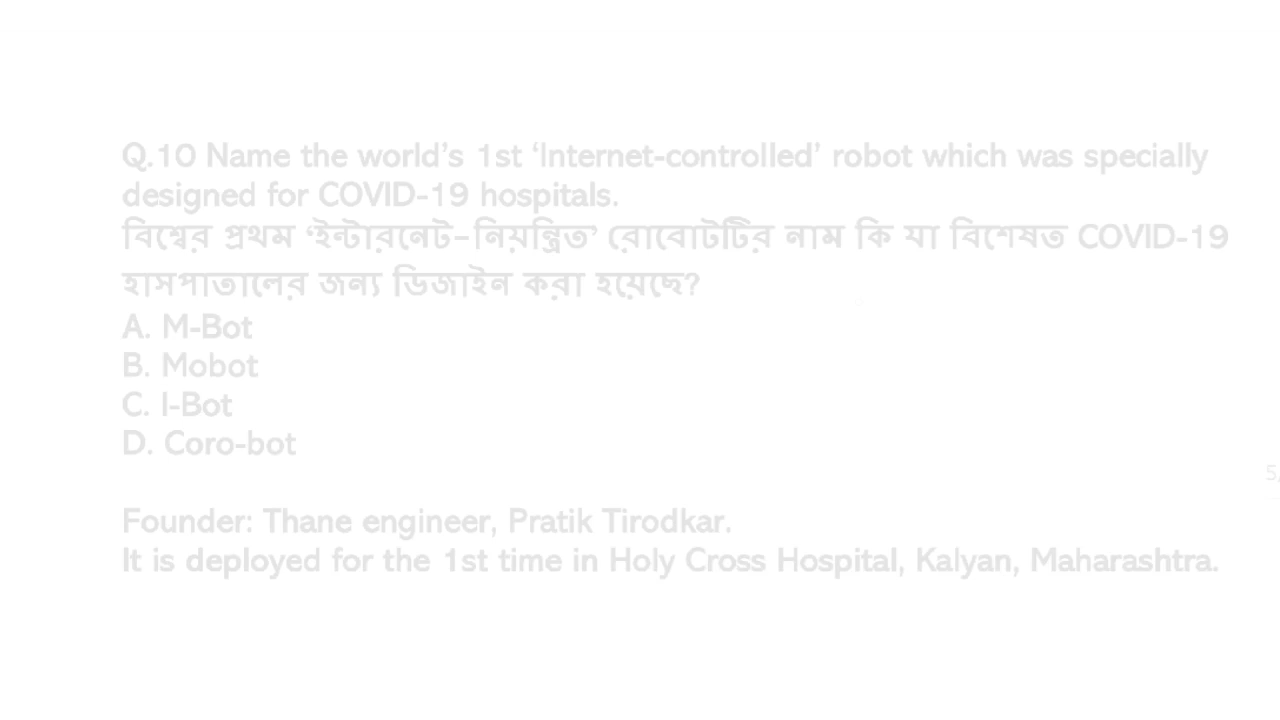 Q.10 Name the world's 1st ‘Internet-controlled’ robot which was specially
designed for COVID-19 hospitals.
বিশ্বের প্রথম ‘ইন্টারনেট-নিয়ন্ত্রিত’ রোবোটটির নাম কি যা বিশেষত COVID-19
হাসপাতালের জন্য ডিজাইন করা হয়েছে?
A. M-Bot
B. Mobot
C. I-Bot
D. Coro-bot
5/
Founder: Thane engineer, Pratik Tirodkar.
It is deployed for the 1st time in Holy Cross Hospital, Kalyan, Maharashtra.